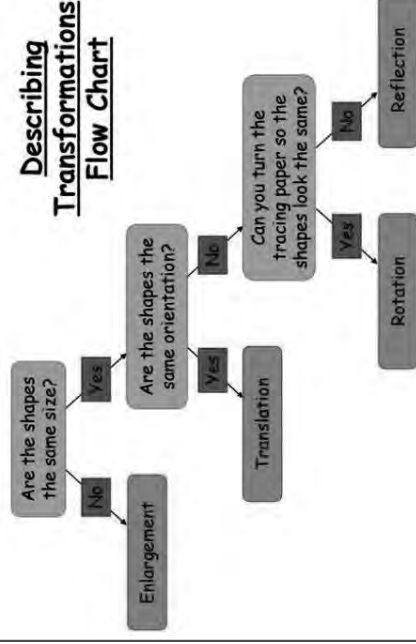 Describing
Transformations
Flow Chart
Are the shapes
the same size?
No
Yes
Enlargement
Are the shapes the
same orientation?
Yes
No
Translation
Can you turn the
tracing paper so the
shapes look the same?
Yes
No
Rotation
Reflection